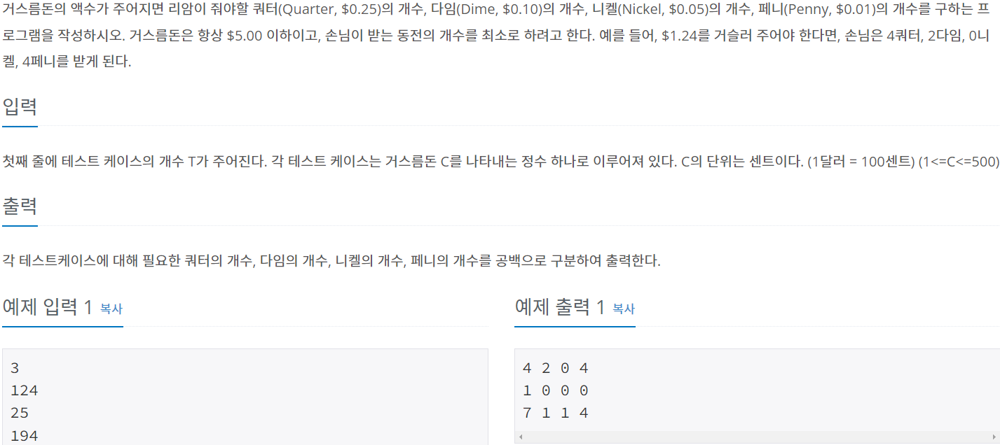 거스름돈의 액수가 주어지면 리암이 줘야할 쿼터(Quarter, $0.25)의 개수, 다임(Dime, $0.10)의 개수, 니켈(Nickel, $0.05)의 개수, 페니(Penny, $0.01)의 개수를 구하는 프
로그램을 작성하시오. 거스름돈은 항상 $5.00 이하이고, 손님이 받는 동전의 개수를 최소로 하려고 한다. 예를 들어, $1.24를 거슬러 주어야 한다면, 손님은 4쿼터, 2다임, 0니
켈, 4페니를 받게 된다.
입력
첫째 줄에 테스트 케이스의 개수 T가 주어진다. 각 테스트 케이스는 거스름돈 C를 나타내는 정수 하나로 이루어져 있다. C의 단위는 센트이다. (1달러 = 100센트) (1<=C<=500)
출력
각 테스트케이스에 대해 필요한 쿼터의 개수, 다임의 개수, 니켈의 개수, 페니의 개수를 공백으로 구분하여 출력한다.
예제 입력 1 복사
3
124
25
194
예제 출력 1 복사
4 2 0 4
1 0 0 0
7 1 1 4